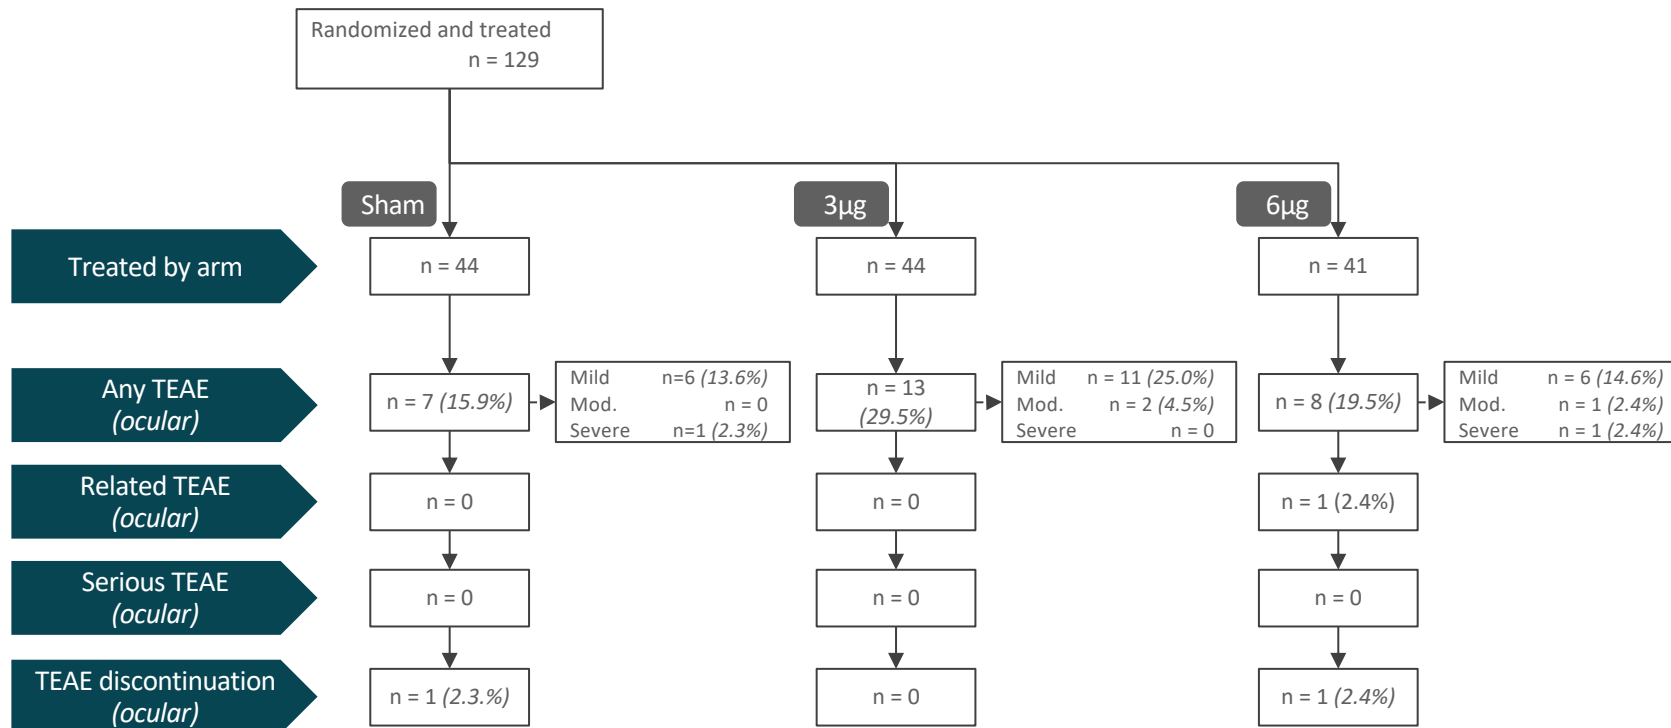 Randomized and treated
n = 129
Sham
3µg
6µg
Treated by arm
n = 44
n = 44
n = 41
Any TEAE
(ocular)
n = 7 (15.9%)
Mild n=6 (13.6%)
Mod. n = 0
Severe n=1 (2.3%)
n = 13
(29.5%)
Mild n = 11 (25.0%)
Mod. n = 2 (4.5%)
Severe n = 0
n = 8 (19.5%)
Mild n = 6 (14.6%)
Mod. n = 1 (2.4%)
Severe n = 1 (2.4%)
Related TEAE
(ocular)
n = 0
n = 0
n = 1 (2.4%)
Serious TEAE
(ocular)
n = 0
n = 0
n = 0
TEAE discontinuation
(ocular)
n = 1 (2.3.%)
n = 0
n = 1 (2.4%)